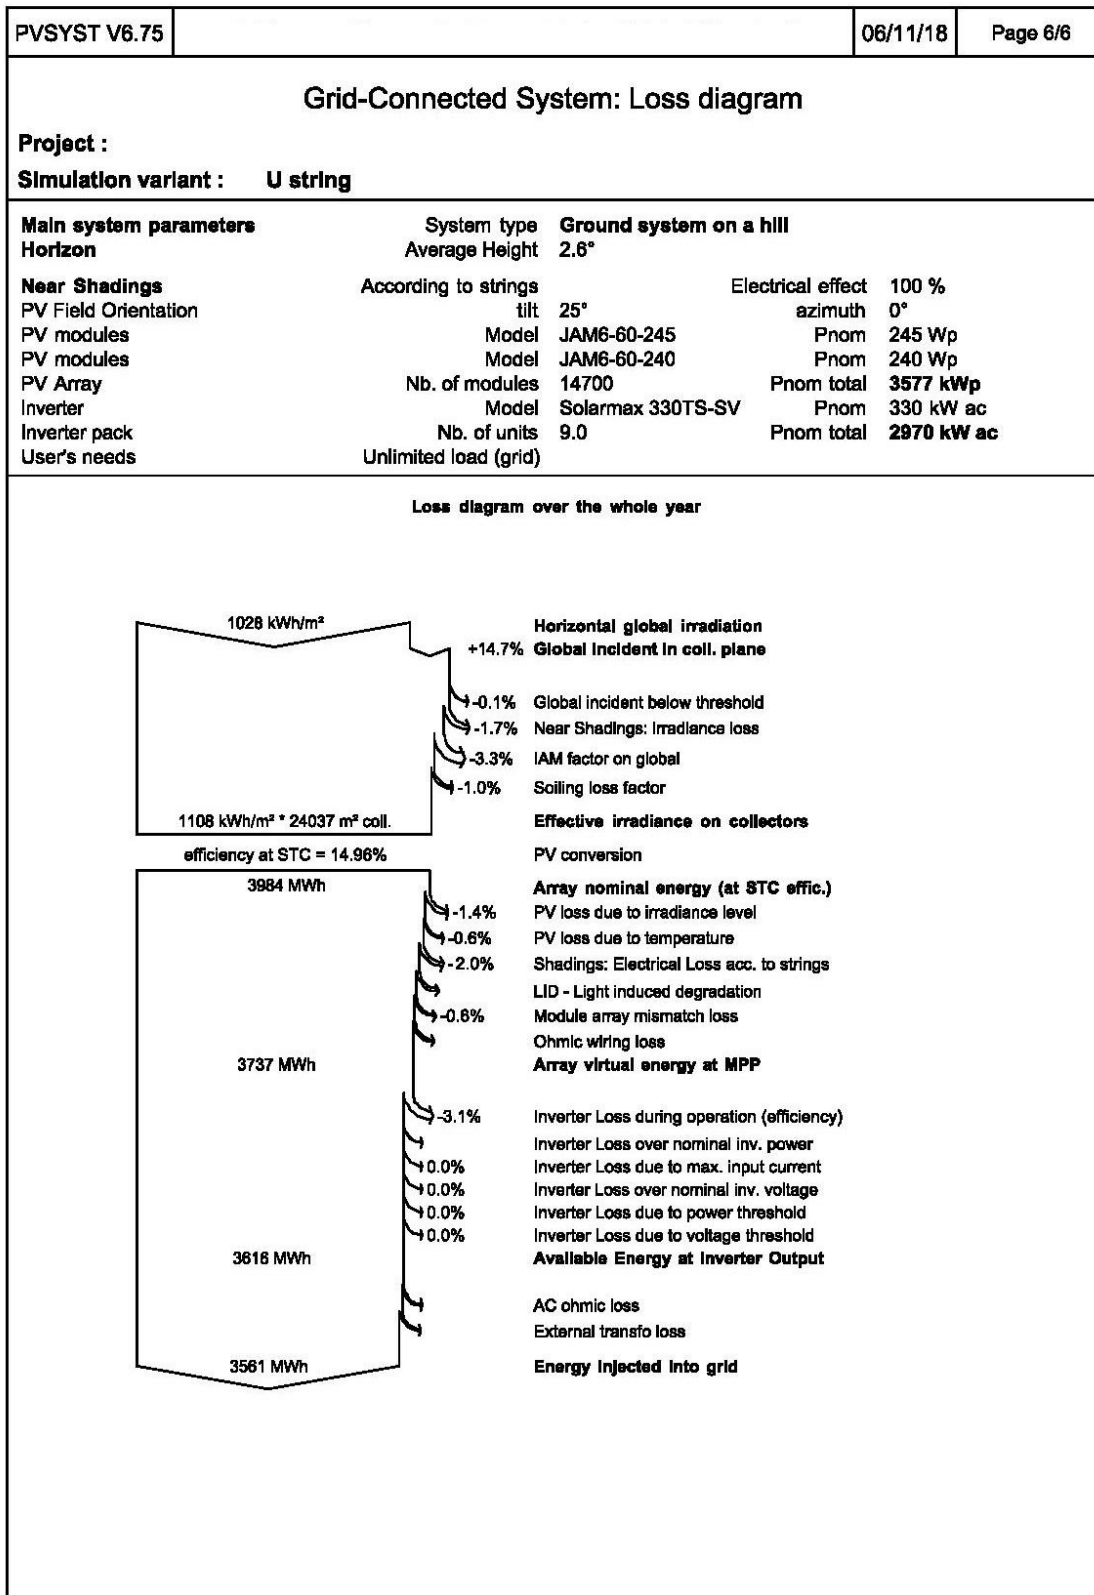 PVSYST V6.75 06/11/18 Page 6/6
Grid-Connected System: Loss diagram
Project :
Simulation variant : U string
Main system parameters System type Ground system on a hill
Horizon Average Height 2.6°
Near Shadings According to strings Electrical effect 100 %
PV Field Orientation tilt 25° azimuth 0°
PV modules Model JAM6-60-245 Pnom 245 Wp
PV modules Model JAM6-60-240 Pnom 240 Wp
PV Array Nb. of modules 14700 Pnom total 3577 kWp
Inverter Model Solarmax 330TS-SV Pnom 330 kW ac
Inverter pack Nb. of units 9.0 Pnom total 2970 kW ac
User's needs Unlimited load (grid)
Loss diagram over the whole year
1028 kWh/m² Horizontal global irradiation
+14.7% Global incident in coll. plane
-0.1% Global incident below threshold
-1.7% Near Shadings: irradiance loss
-3.3% IAM factor on global
-1.0% Soiling loss factor
1108 kWh/m² * 24037 m² coll. Effective irradiance on collectors
efficiency at STC = 14.96% PV conversion
3984 MWh Array nominal energy (at STC effic.)
-1.4% PV loss due to irradiance level
-0.6% PV loss due to temperature
-2.0% Shadings: Electrical Loss acc. to strings
LID - Light induced degradation
-0.6% Module array mismatch loss
Ohmic wiring loss
3737 MWh Array virtual energy at MPP
-3.1% Inverter Loss during operation (efficiency)
Inverter Loss over nominal inv. power
0.0% Inverter Loss due to max. input current
0.0% Inverter Loss over nominal inv. voltage
0.0% Inverter Loss due to power threshold
0.0% Inverter Loss due to voltage threshold
3616 MWh Available Energy at Inverter Output
AC ohmic loss
External transfo loss
3561 MWh Energy injected into grid